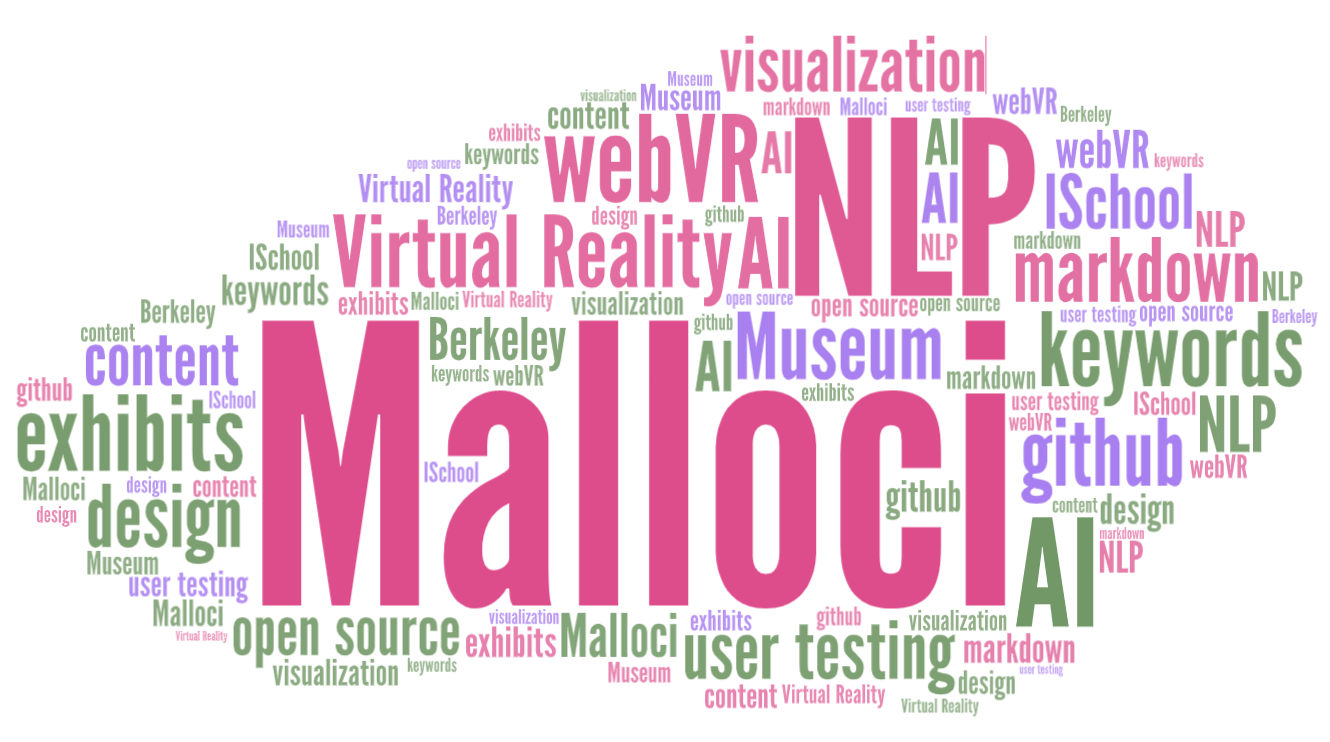 visualization
Museum
visualization
Museum
markdown
Malloci
user testing
webVR
Berkeley
content
exhibits
webVR
AI
NLP
AI
webVR
keywords
open source
keywords
Virtual Reality
AI
ISchool
Berkeley
design
github
Museum
Virtual Reality
AI
NLP
NLP
ISchool
markdown
markdown
NLP
keywords
exhibits
Malloci
Virtual Reality
visualization
open source
open source
open source
Berkeley
user testing
open source
Berkeley
content
content
Berkeley
github
Museum
keywords
keywords
webVR
AI
markdown
exhibits
github
ISchool
Malloci
user testing
ISchool
NLP
exhibits
webVR
github
webVR
Malloci
design
content
ISchool
github
design
design
content
design
markdown
Museum
AI
NLP
user testing
Malloci
Virtual Reality
open source
visualization
exhibits
Malloci
exhibits
github
visualization
user testing
markdown
visualization
keywords
Museum
user testing
design
content
Virtual Reality
Virtual Reality